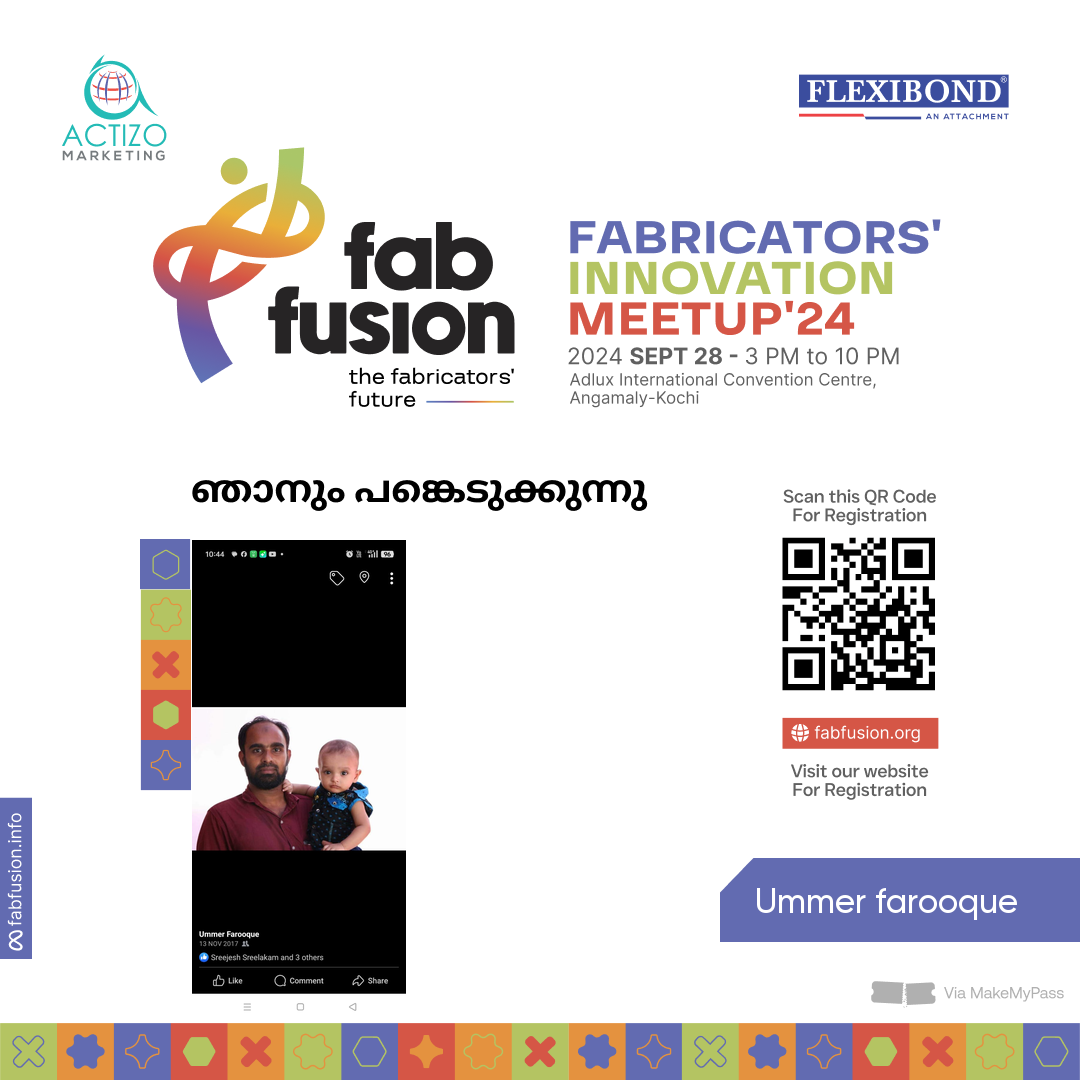 ACTIZO
MARKETING
FLEXIBOND®
AN ATTACHMENT
fab
fusion
the fabricators'
future
FABRICATORS'
INNOVATION
MEETUP'24
2024 SEPT 28 - 3 PM to 10 PM
Adlux International Convention Centre,
Angamaly-Kochi
ഞാനും പങ്കെടുക്കുന്നു
Scan this QR Code
For Registration
fabfusion.org
Visit our website
For Registration
10:44
96
Ummer Farooque
13 NOV 2017
Sreejesh Sreelakam and 3 others
Like Comment Share
fabfusion.info
Ummer farooque
Via MakeMyPass